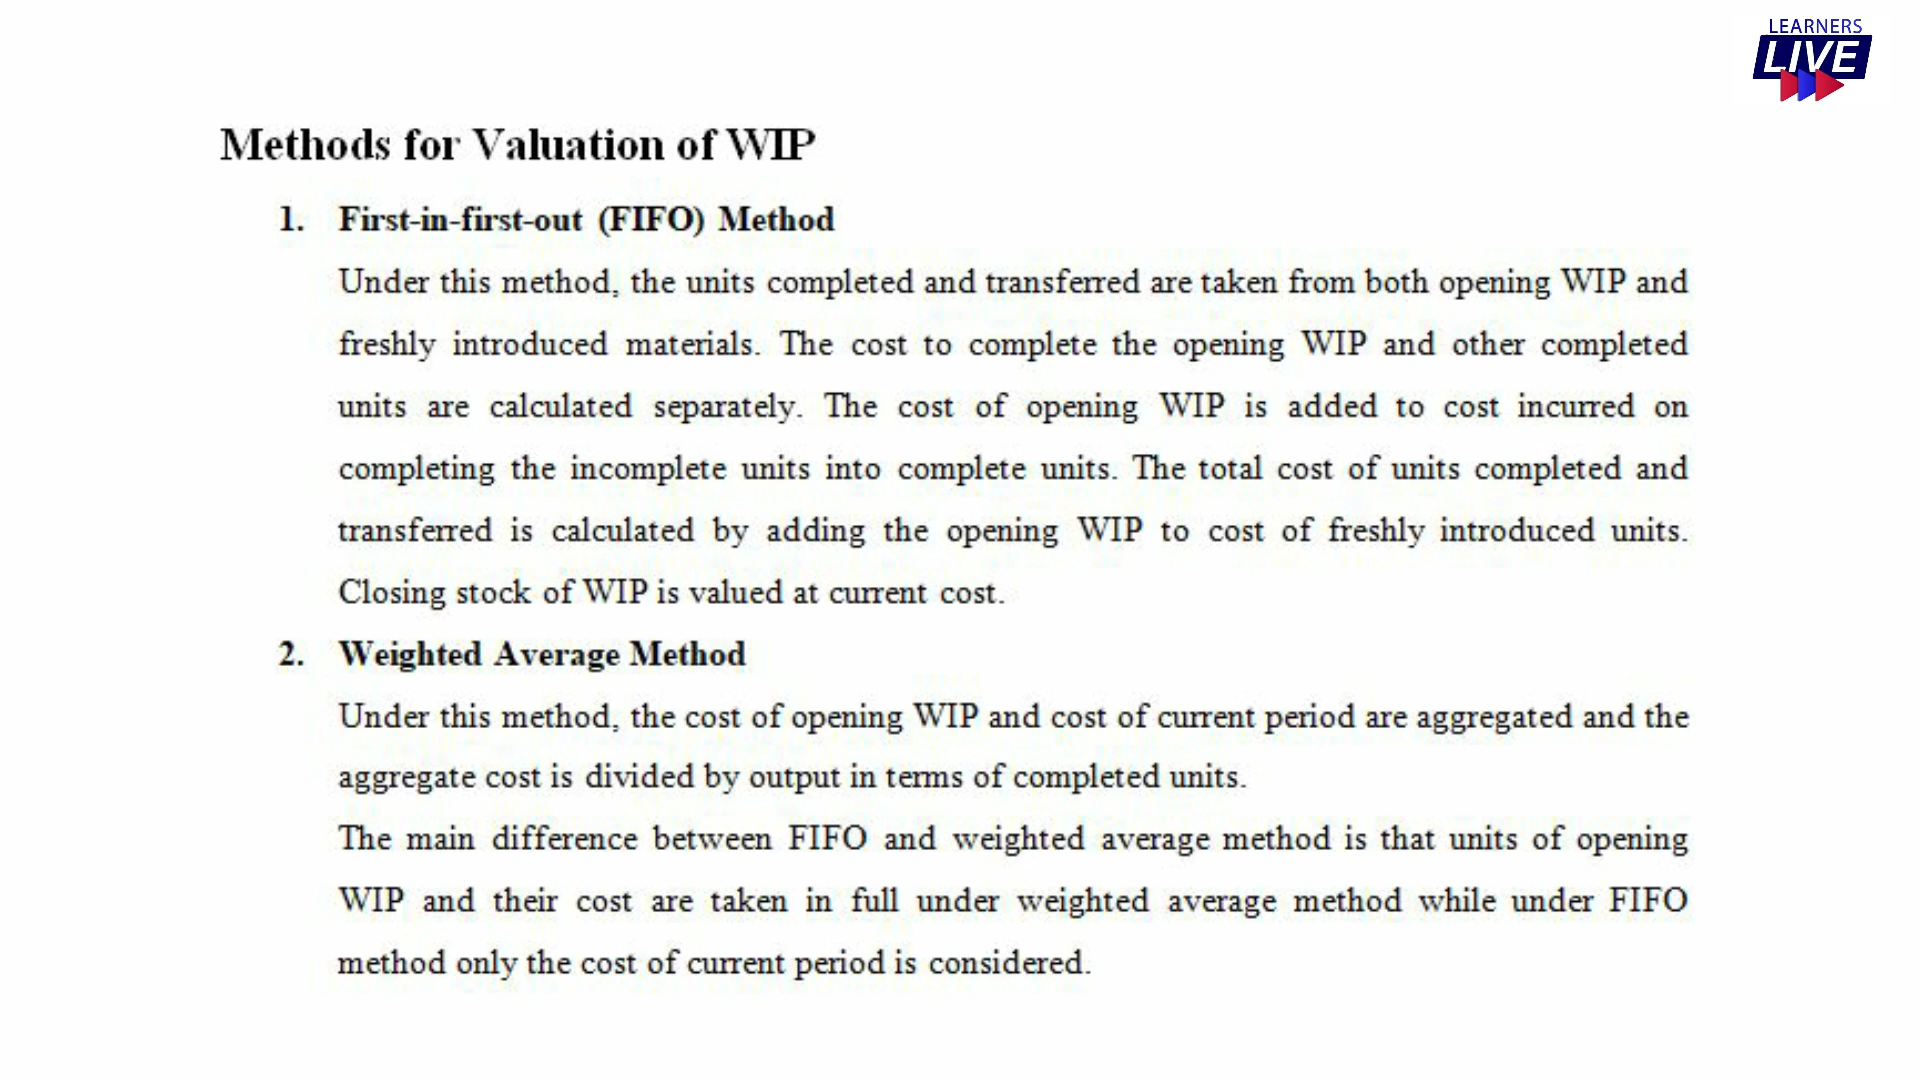 LEARNERS
LIVE
Methods for Valuation of WIP
1. First-in-first-out (FIFO) Method
Under this method, the units completed and transferred are taken from both opening WIP and
freshly introduced materials. The cost to complete the opening WIP and other completed
units are calculated separately. The cost of opening WIP is added to cost incurred on
completing the incomplete units into complete units. The total cost of units completed and
transferred is calculated by adding the opening WIP to cost of freshly introduced units.
Closing stock of WIP is valued at current cost.
2. Weighted Average Method
Under this method, the cost of opening WIP and cost of current period are aggregated and the
aggregate cost is divided by output in terms of completed units.
The main difference between FIFO and weighted average method is that units of opening
WIP and their cost are taken in full under weighted average method while under FIFO
method only the cost of current period is considered.